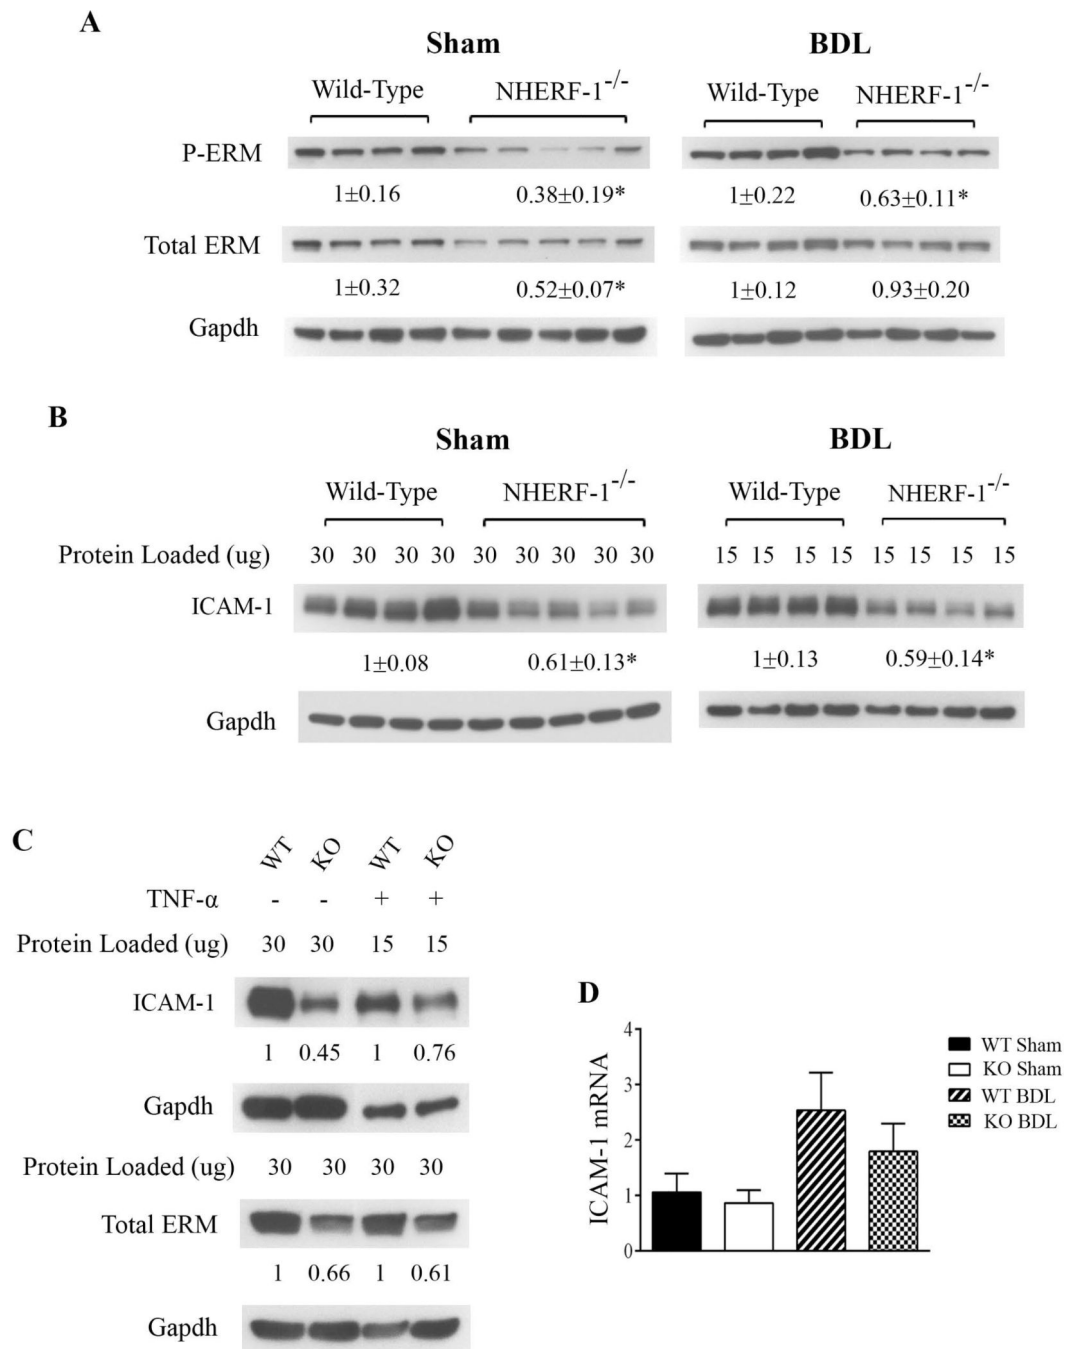 A
Sham BDL
Wild-Type NHERF-1-/- Wild-Type NHERF-1-/-
P-ERM
1±0.16 0.38±0.19* 1±0.22 0.63±0.11*
Total ERM
1±0.32 0.52±0.07* 1±0.12 0.93±0.20
Gapdh
B
Sham BDL
Wild-Type NHERF-1-/- Wild-Type NHERF-1-/-
Protein Loaded (ug) 30 30 30 30 30 30 30 30 30 15 15 15 15 15 15 15 15
ICAM-1
1±0.08 0.61±0.13* 1±0.13 0.59±0.14*
Gapdh
C
WT KO WT KO
TNF-α - - + +
Protein Loaded (ug) 30 30 15 15
ICAM-1
1 0.45 1 0.76
Gapdh
Protein Loaded (ug) 30 30 30 30
Total ERM
1 0.66 1 0.61
Gapdh
D
ICAM-1 mRNA
4
3
2
1
0
WT Sham
KO Sham
WT BDL
KO BDL